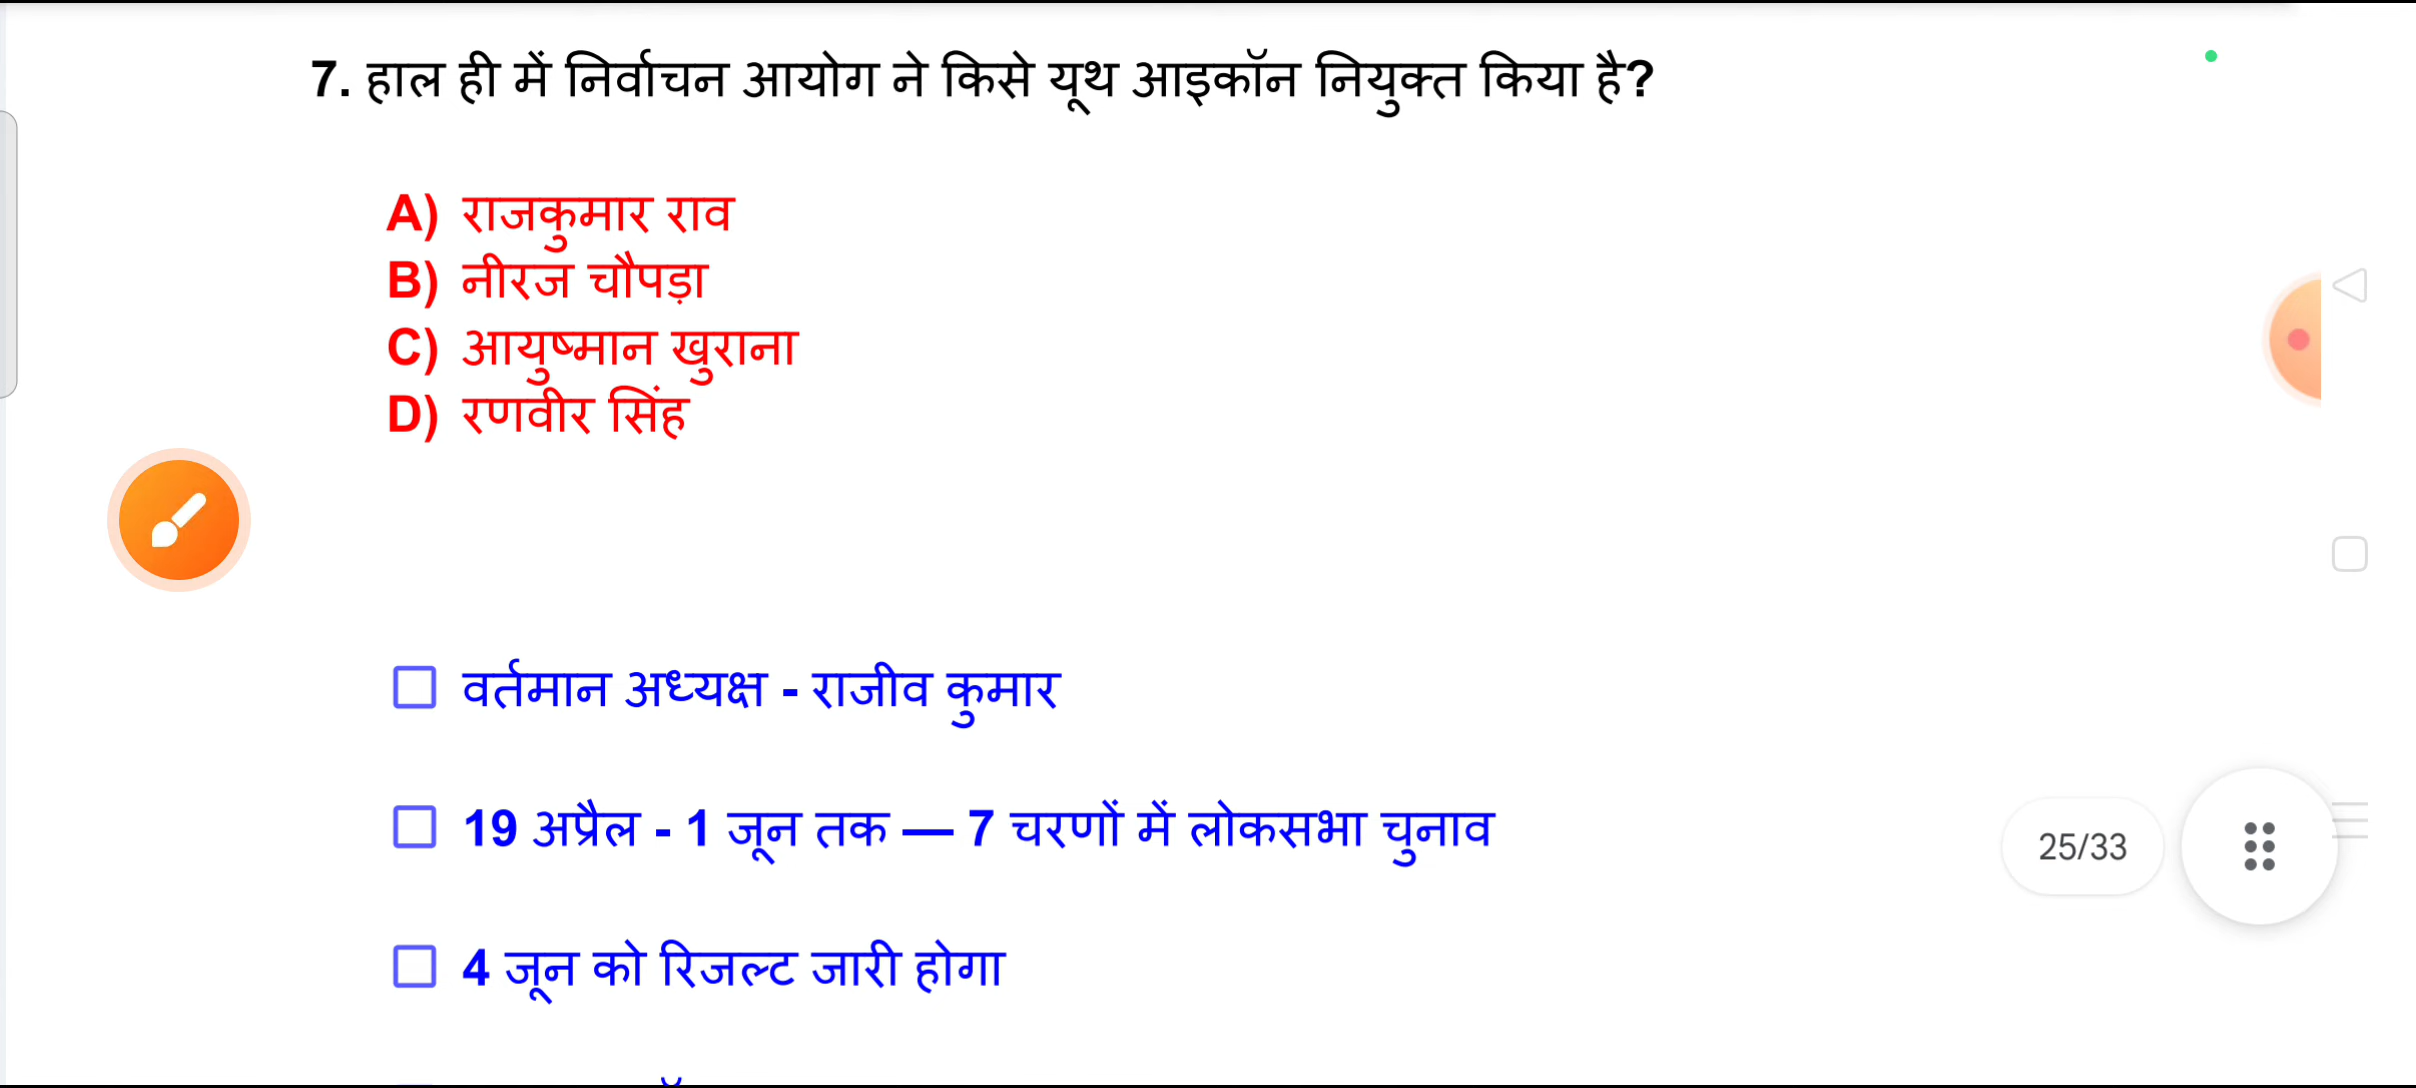 7. हाल ही में निर्वाचन आयोग ने किसे यूथ आइकॉन नियुक्त किया है?
A) राजकुमार राव
B) नीरज चौपड़ा
C) आयुष्मान खुराना
D) रणवीर सिंह
वर्तमान अध्यक्ष - राजीव कुमार
19 अप्रैल - 1 जून तक — 7 चरणों में लोकसभा चुनाव
25/33
4 जून को रिजल्ट जारी होगा